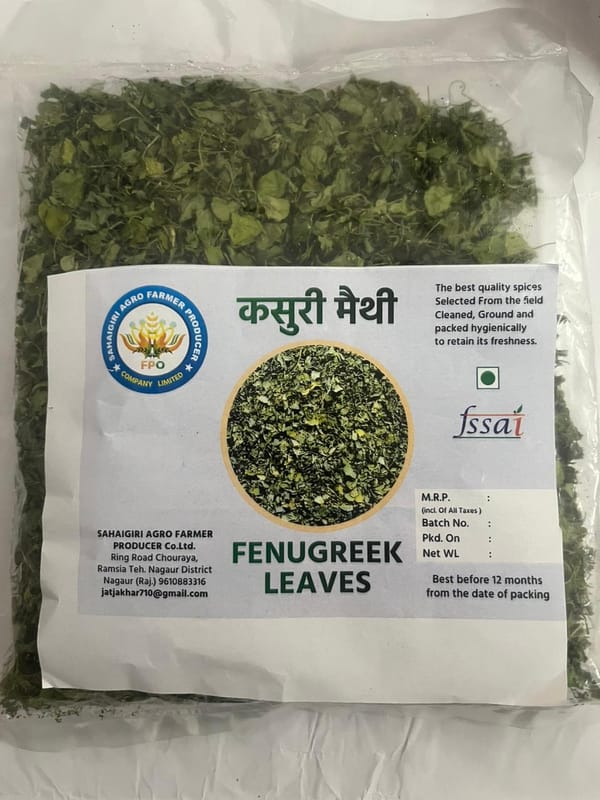 SAHAIGIRI AGRO FARMER PRODUCER
FPO
COMPANY LIMITED
कसुरी मैथी
The best quality spices
Selected From the field
Cleaned, Ground and
packed hygienically
to retain its freshness.
fssai
M.R.P. :
(incl. Of All Taxes )
Batch No. :
Pkd. On :
Net WL :
SAHAIGIRI AGRO FARMER
PRODUCER Co.Ltd.
Ring Road Chouraya,
Ramsia Teh. Nagaur District
Nagaur (Raj.) 9610883316
jatjakhar710@gmail.com
FENUGREEK
LEAVES
Best before 12 months
from the date of packing